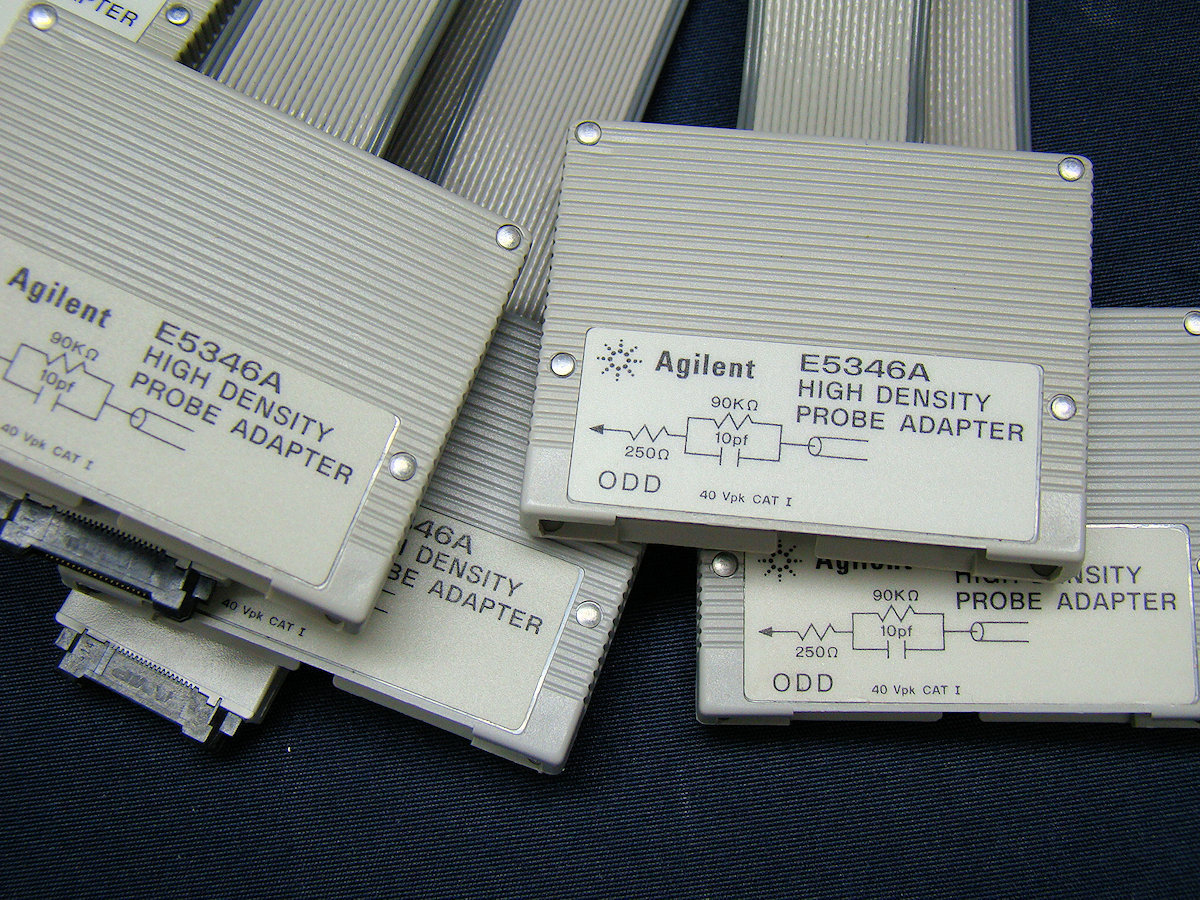 APTER
Agilent
E5346A
HIGH DENSITY
PROBE ADAPTER
90KΩ
10pf
40 Vpk CAT I
46A
DENSITY
BE ADAPTER
40 Vpk CAT I
Agilent
E5346A
HIGH DENSITY
PROBE ADAPTER
90KΩ
10pf
250Ω
ODD
40 Vpk CAT I
Agilent
HIGH DENSITY
PROBE ADAPTER
90KΩ
10pf
250Ω
ODD
40 Vpk CAT I